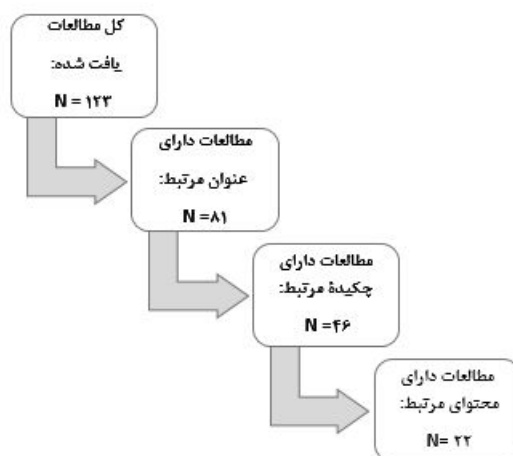 کل مطالعات
یافت شده:
N = ۱۲۳
مطالعات دارای
عنوان مرتبط:
N =۸۱
مطالعات دارای
چکیدۀ مرتبط:
N =۴۶
مطالعات دارای
محتوای مرتبط:
N= ۲۲